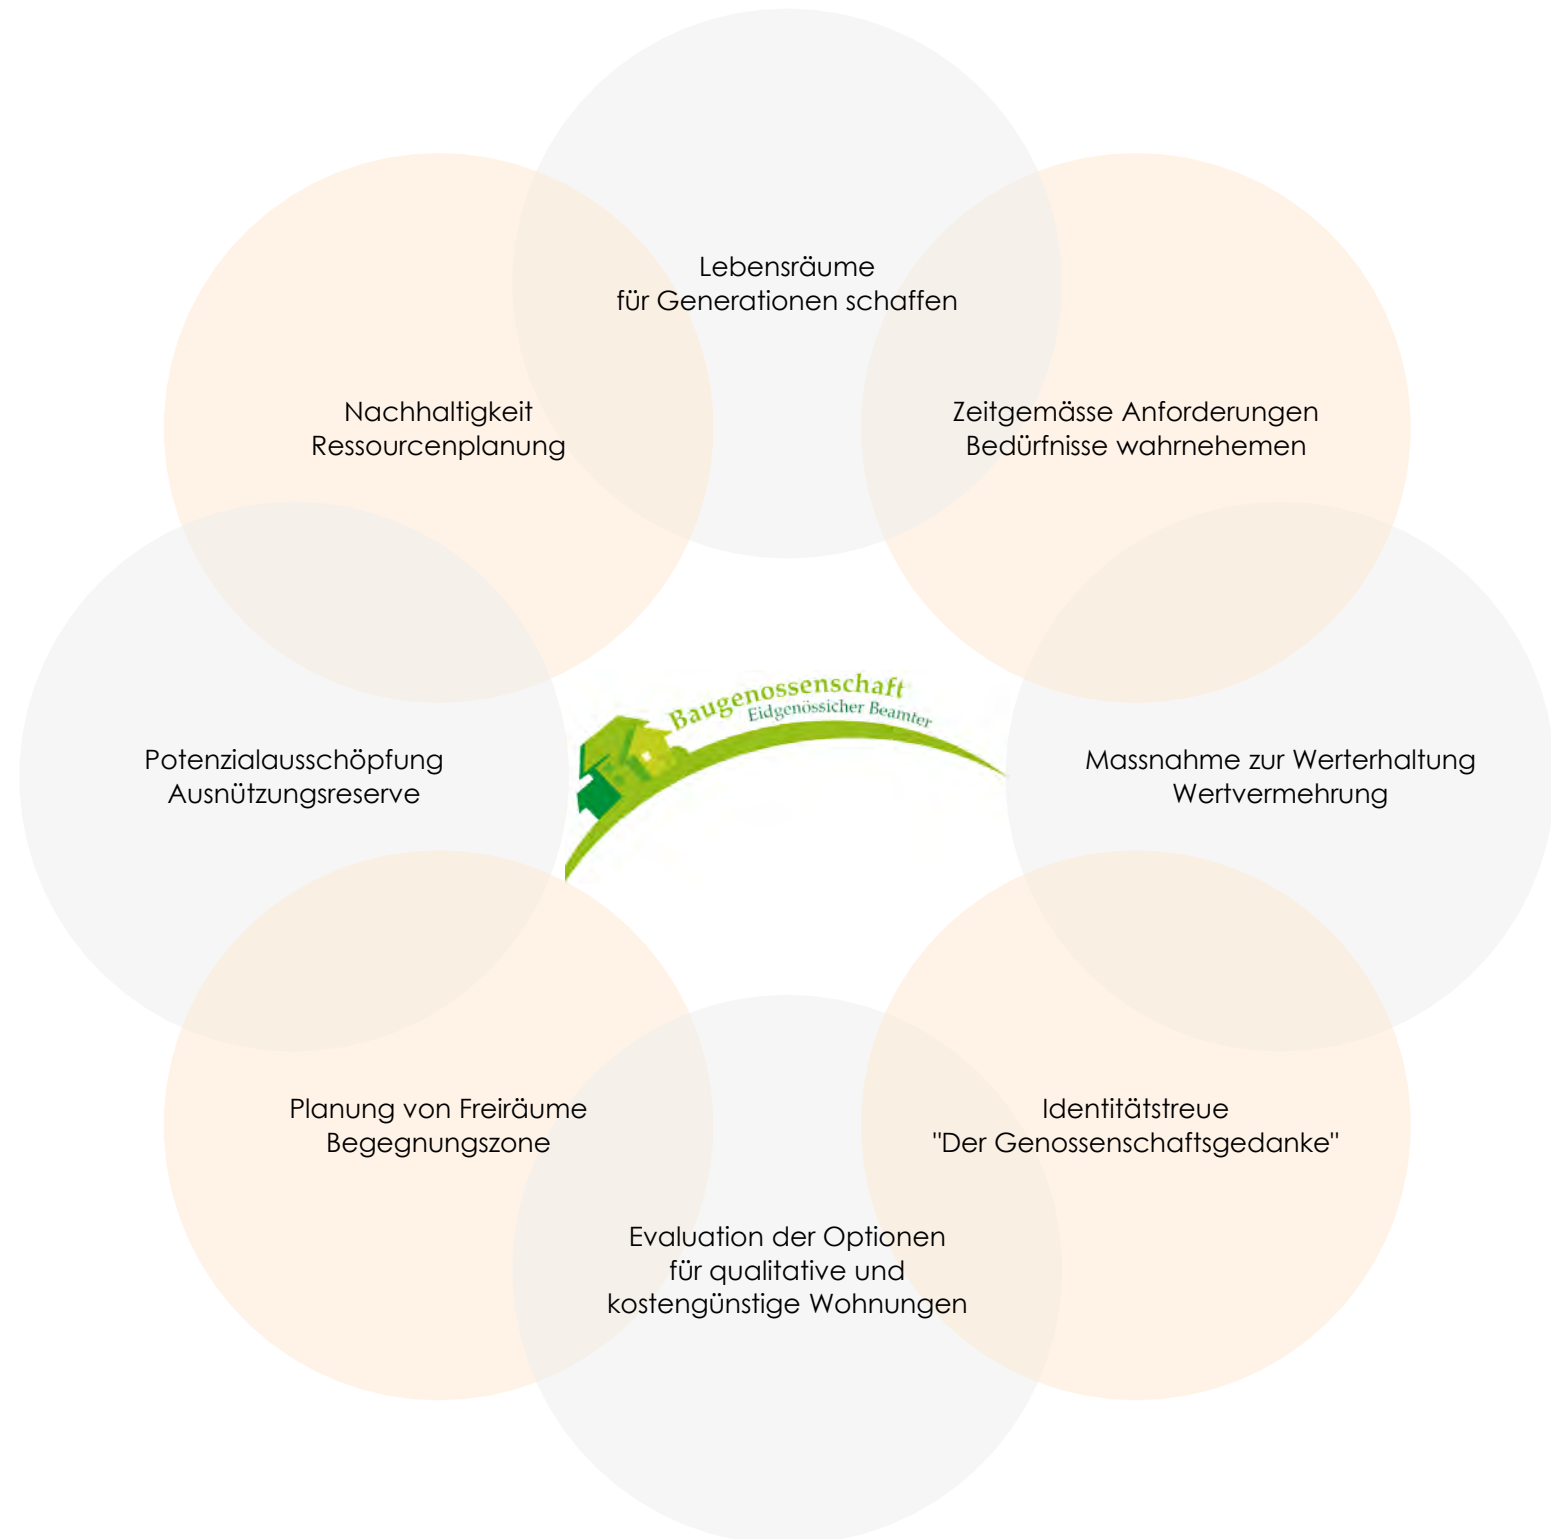 Lebensräume
für Generationen schaffen
Nachhaltigkeit
Ressourcenplanung
Zeitgemässe Anforderungen
Bedürfnisse wahrnehemen
Baugenossenschaft
Eidgenössicher Beamter
Potenzialausschöpfung
Ausnützungsreserve
Massnahme zur Werterhaltung
Wertvermehrung
Planung von Freiräume
Begegnungszone
Identitätstreue
"Der Genossenschaftsgedanke"
Evaluation der Optionen
für qualitative und
kostengünstige Wohnungen